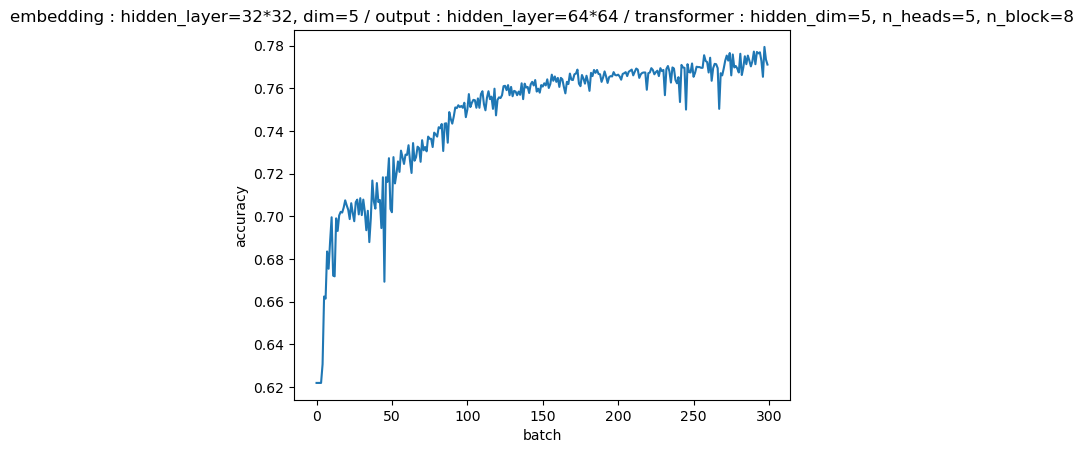 embedding : hidden_layer=32*32, dim=5 / output : hidden_layer=64*64 / transformer : hidden_dim=5, n_heads=5, n_block=8
0.78
0.76
0.74
0.72
0.70
0.68
0.66
0.64
0.62
accuracy
0 50 100 150 200 250 300
batch